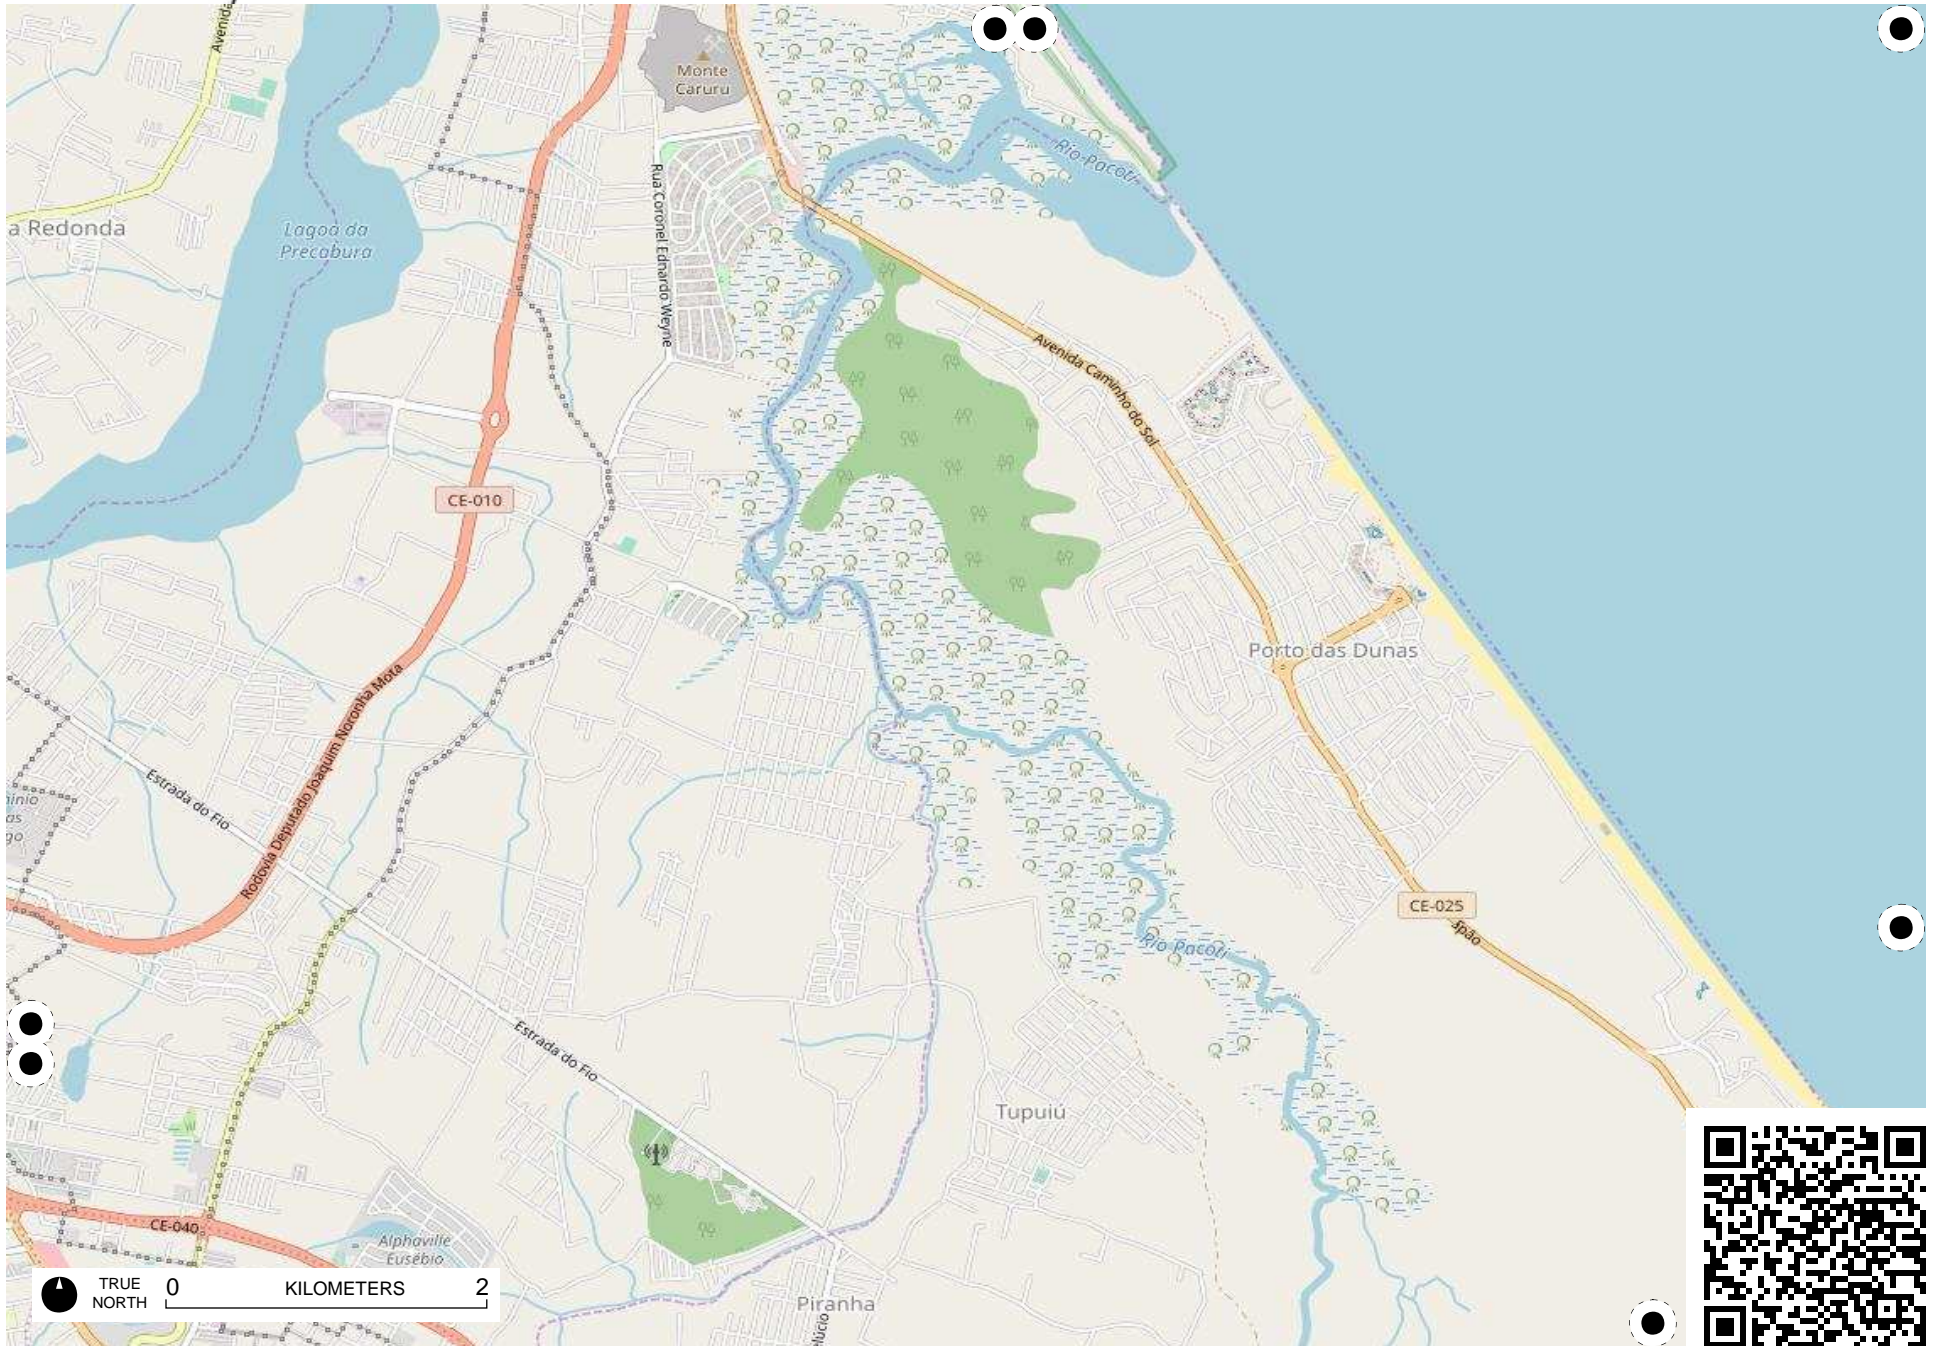 Avenida
Monte
Caruru
Rio Pacoti
Rua Coronel Ednardo Weyne
a Redonda
Lagoa da
Precabura
Avenida Caminho do Sol
CE-010
Porto das Dunas
Rodovia Deputado Joaquim Noronha Mota
Estrada do Fio
CE-025
Rio Pacoti
Estrada do Fio
Tupuiú
CE-040
Alphaville
Eusébio
Piranha
TRUE
NORTH
0 KILOMETERS 2